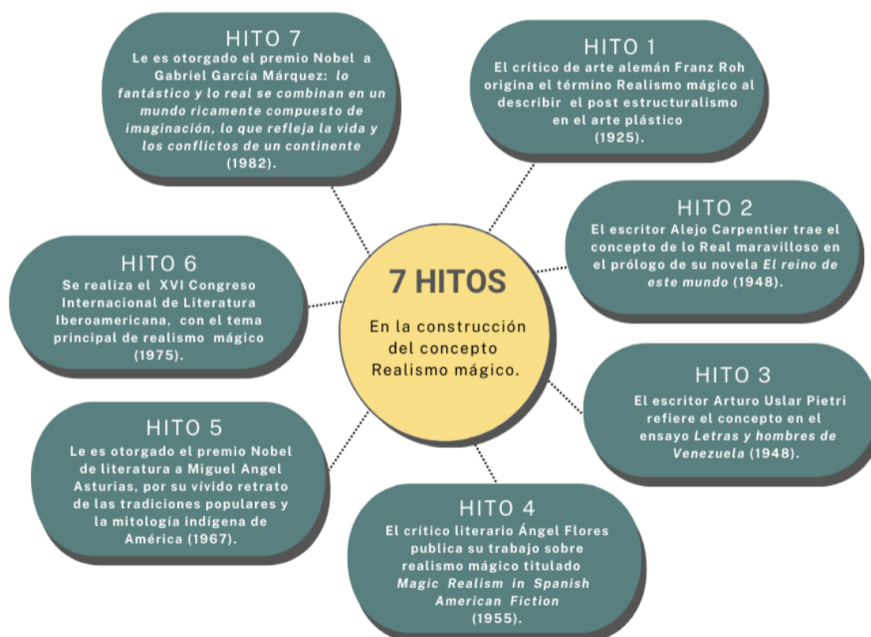 7 HITOS
En la construcción
del concepto
Realismo mágico.
HITO 1
El crítico de arte alemán Franz Roh
origina el término Realismo mágico al
describir el post estructuralismo
en el arte plástico
(1925).
HITO 2
El escritor Alejo Carpentier trae el
concepto de lo Real maravilloso en
el prólogo de su novela El reino de
este mundo (1948).
HITO 3
El escritor Arturo Uslar Pietri
refiere el concepto en el
ensayo Letras y hombres de
Venezuela (1948).
HITO 4
El crítico literario Ángel Flores
publica su trabajo sobre
realismo mágico titulado
Magic Realism in Spanish
American Fiction
(1955).
HITO 5
Le es otorgado el premio Nobel
de literatura a Miguel Angel
Asturias, por su vívido retrato
de las tradiciones populares y
la mitología indígena de
América (1967).
HITO 6
Se realiza el XVI Congreso
Internacional de Literatura
Iberoamericana, con el tema
principal de realismo mágico
(1975).
HITO 7
Le es otorgado el premio Nobel a
Gabriel García Márquez: lo
fantástico y lo real se combinan en un
mundo ricamente compuesto de
imaginación, lo que refleja la vida y
los conflictos de un continente
(1982).